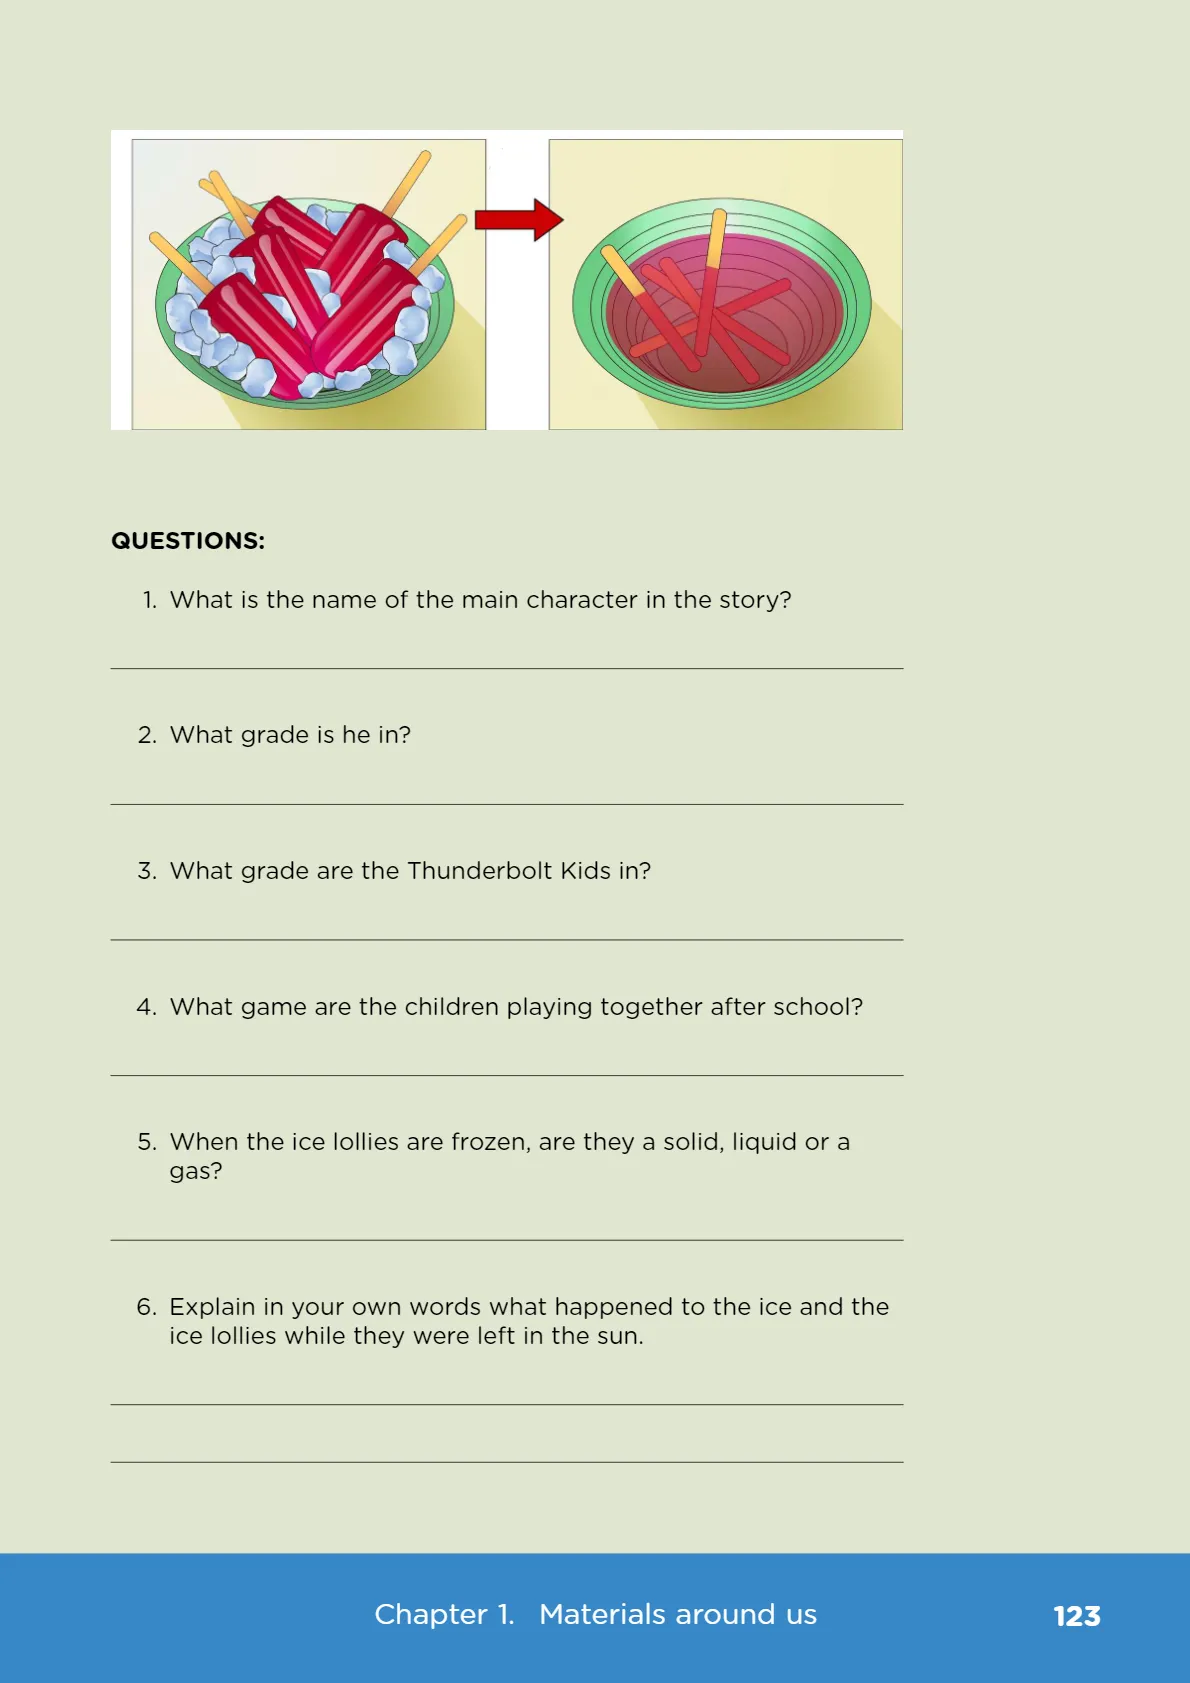 QUESTIONS:
1. What is the name of the main character in the story?
2. What grade is he in?
3. What grade are the Thunderbolt Kids in?
4. What game are the children playing together after school?
5. When the ice lollies are frozen, are they a solid, liquid or a
gas?
6. Explain in your own words what happened to the ice and the
ice lollies while they were left in the sun.
Chapter 1. Materials around us 123